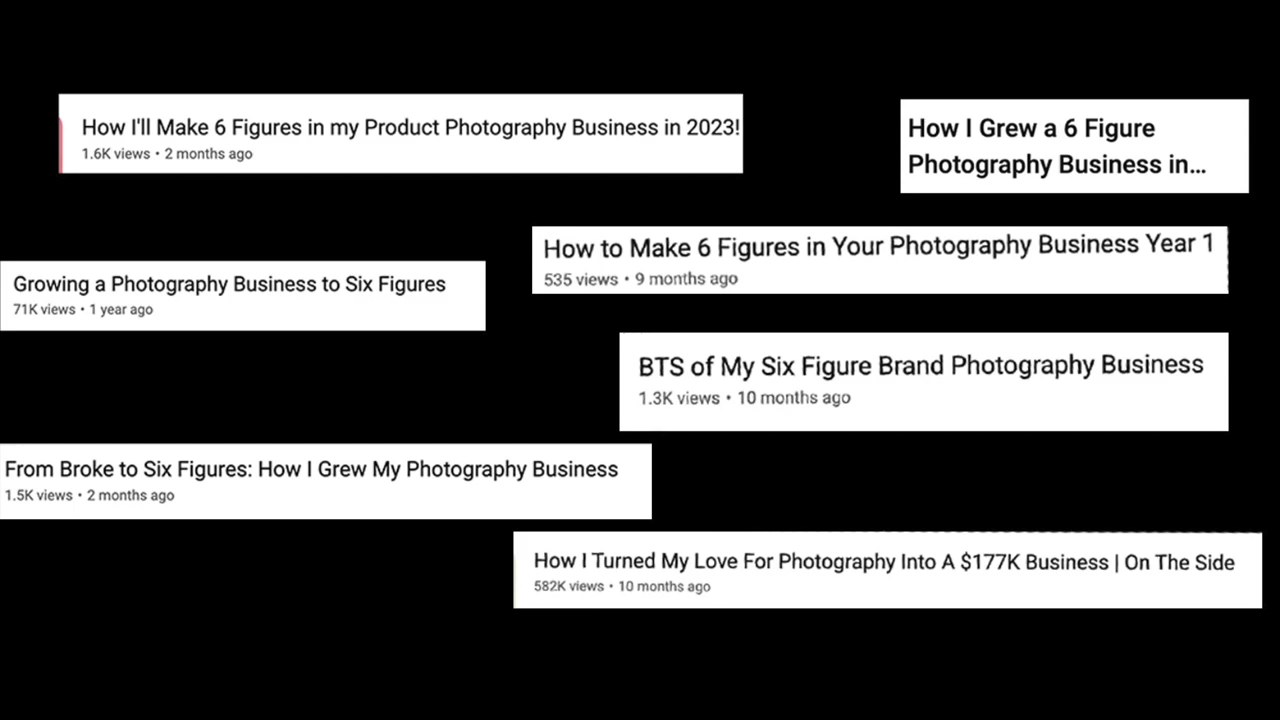 How I'll Make 6 Figures in my Product Photography Business in 2023!
1.6K views • 2 months ago
How I Grew a 6 Figure
Photography Business in...
How to Make 6 Figures in Your Photography Business Year 1
535 views • 9 months ago
Growing a Photography Business to Six Figures
71K views • 1 year ago
BTS of My Six Figure Brand Photography Business
1.3K views • 10 months ago
From Broke to Six Figures: How I Grew My Photography Business
1.5K views • 2 months ago
How I Turned My Love For Photography Into A $177K Business | On The Side
582K views • 10 months ago